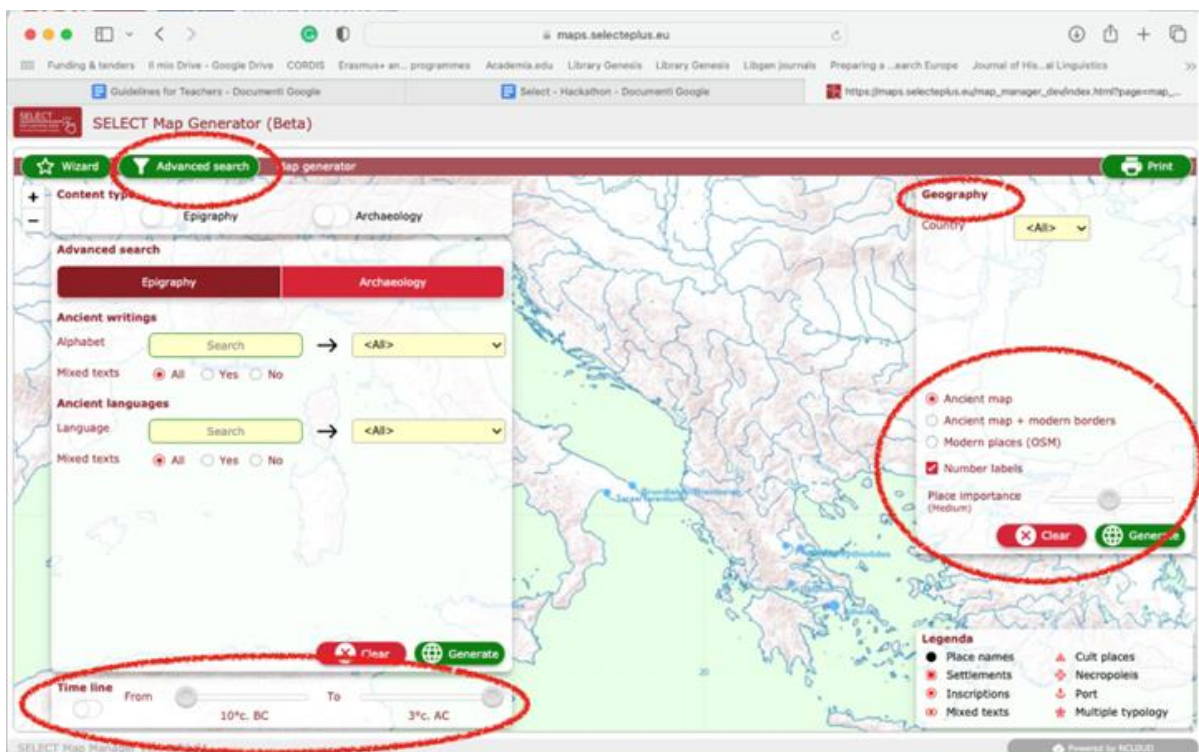 maps.selecteplus.eu
Funding & tenders Il mio Drive - Google Drive CORDIS Erasmus+ an... programmes Academia.edu Library Genesis Library Genesis Libgen journals Preparing a ...earch Europe Journal of His...al Linguistics
Guidelines for Teachers - Documenti Google Select - Hackathon - Documenti Google https://maps.selecteplus.eu/map_manager_dev/index.html?page=map_...
SELECT SELECT Map Generator (Beta)
Wizard Advanced search Map generator Print
+ Content type
− Epigraphy Archaeology
Advanced search
Epigraphy Archaeology
Ancient writings
Alphabet Search → <All>
Mixed texts All Yes No
Ancient languages
Language Search → <All>
Mixed texts All Yes No
Clear Generate
Time line From To
10°c. BC 3°c. AC
Geography
Country <All>
Ancient map
Ancient map + modern borders
Modern places (OSM)
Number labels
Place importance
(Medium)
Clear Generate
Legenda
Place names Cult places
Settlements Necropoleis
Inscriptions Port
Mixed texts Multiple typology
SELECT Map Manager
Powered by NCLOUD